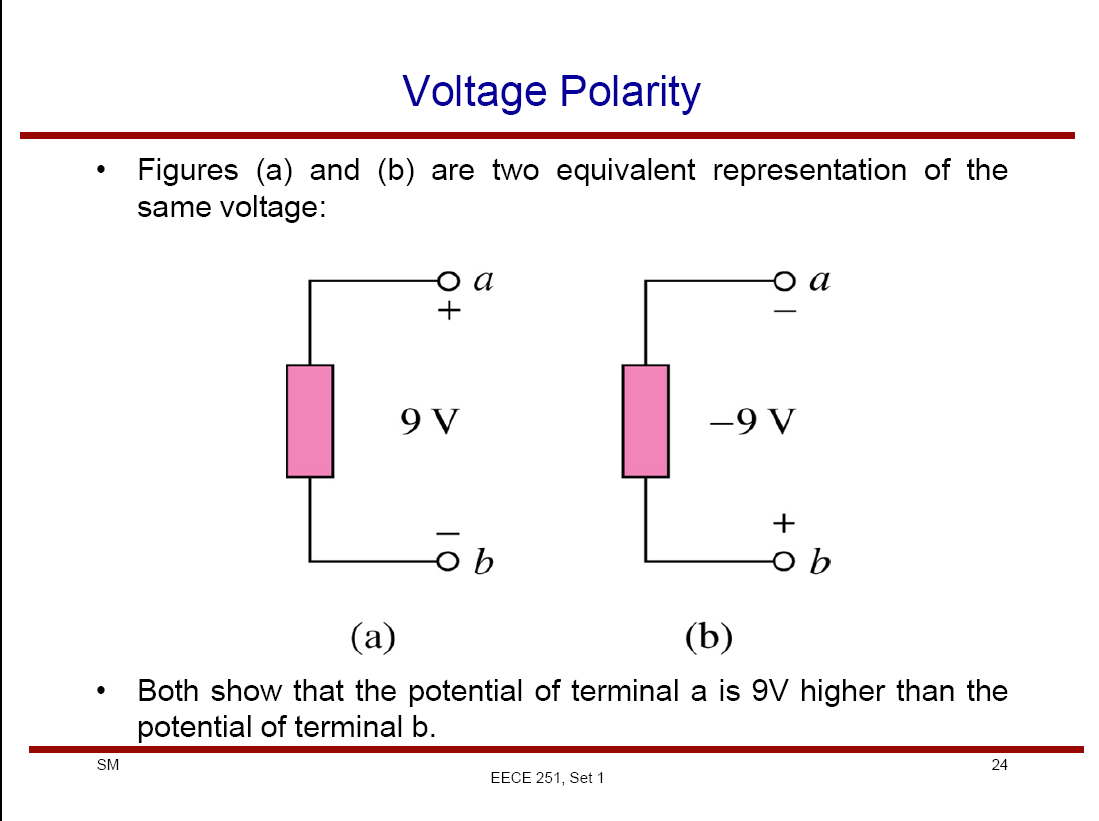 Voltage Polarity
• Figures (a) and (b) are two equivalent representation of the
same voltage:
a a
+ –
9 V –9 V
– +
b b
(a) (b)
• Both show that the potential of terminal a is 9V higher than the
potential of terminal b.
SM 24
EECE 251, Set 1